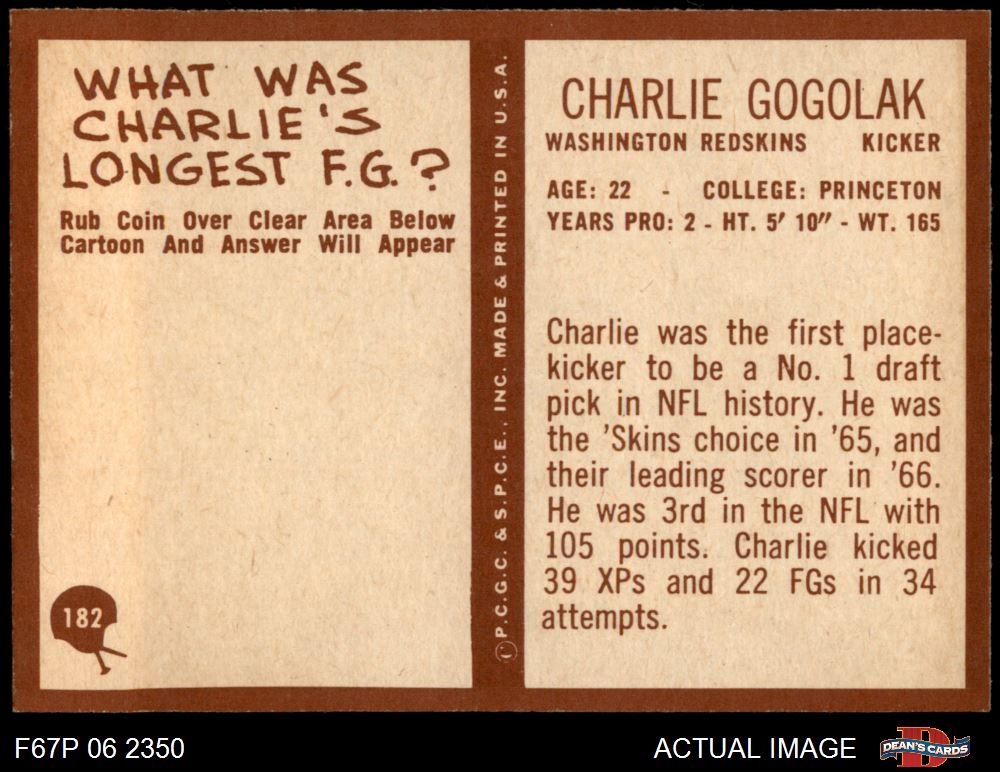 WHAT WAS
CHARLIE'S
LONGEST F.G.?
Rub Coin Over Clear Area Below
Cartoon And Answer Will Appear
182
© P.C.G.C. & S.P.C.E., INC. MADE & PRINTED IN U.S.A.
CHARLIE GOGOLAK
WASHINGTON REDSKINS KICKER
AGE: 22 - COLLEGE: PRINCETON
YEARS PRO: 2 - HT. 5' 10" - WT. 165
Charlie was the first place-
kicker to be a No. 1 draft
pick in NFL history. He was
the 'Skins choice in '65, and
their leading scorer in '66.
He was 3rd in the NFL with
105 points. Charlie kicked
39 XPs and 22 FGs in 34
attempts.
F67P 06 2350
ACTUAL IMAGE
D
DEAN'S CARDS